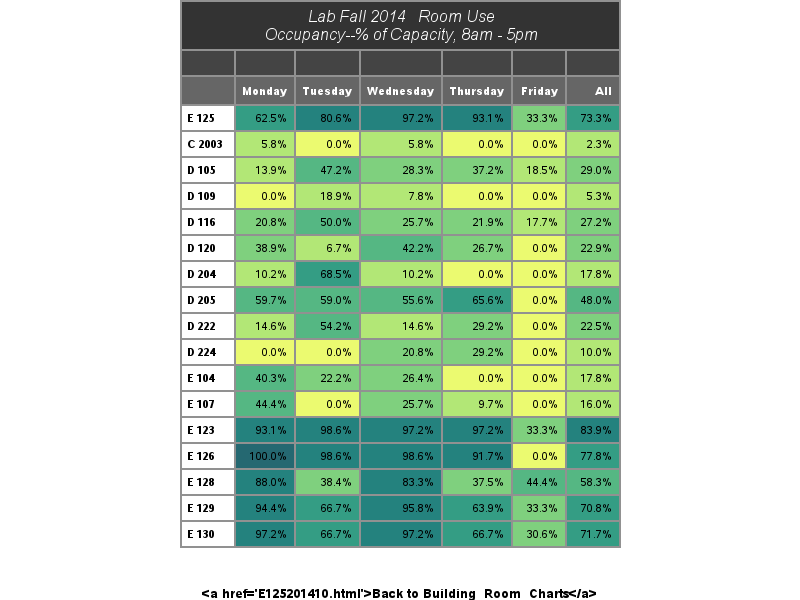 Lab Fall 2014 Room Use
Occupancy--% of Capacity, 8am - 5pm
Monday Tuesday Wednesday Thursday Friday All
E 125 62.5% 80.6% 97.2% 93.1% 33.3% 73.3%
C 2003 5.8% 0.0% 5.8% 0.0% 0.0% 2.3%
D 105 13.9% 47.2% 28.3% 37.2% 18.5% 29.0%
D 109 0.0% 18.9% 7.8% 0.0% 0.0% 5.3%
D 116 20.8% 50.0% 25.7% 21.9% 17.7% 27.2%
D 120 38.9% 6.7% 42.2% 26.7% 0.0% 22.9%
D 204 10.2% 68.5% 10.2% 0.0% 0.0% 17.8%
D 205 59.7% 59.0% 55.6% 65.6% 0.0% 48.0%
D 222 14.6% 54.2% 14.6% 29.2% 0.0% 22.5%
D 224 0.0% 0.0% 20.8% 29.2% 0.0% 10.0%
E 104 40.3% 22.2% 26.4% 0.0% 0.0% 17.8%
E 107 44.4% 0.0% 25.7% 9.7% 0.0% 16.0%
E 123 93.1% 98.6% 97.2% 97.2% 33.3% 83.9%
E 126 100.0% 98.6% 98.6% 91.7% 0.0% 77.8%
E 128 88.0% 38.4% 83.3% 37.5% 44.4% 58.3%
E 129 94.4% 66.7% 95.8% 63.9% 33.3% 70.8%
E 130 97.2% 66.7% 97.2% 66.7% 30.6% 71.7%
<a href='E125201410.html'>Back to Building_Room_Charts</a>